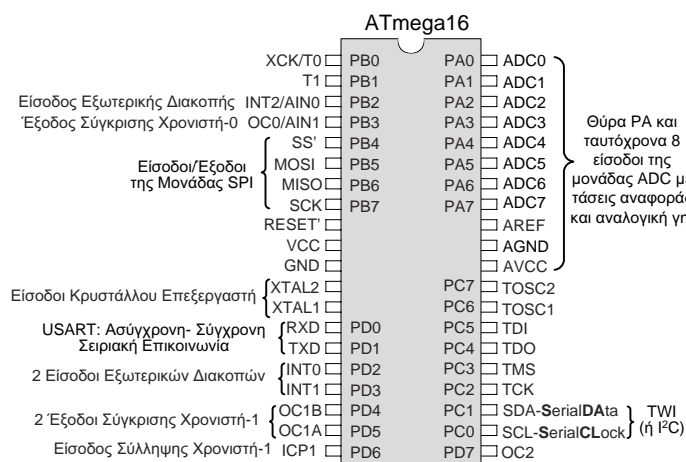 ATmega16
XCK/T0 PB0 PA0 ADC0
T1 PB1 PA1 ADC1
Είσοδος Εξωτερικής Διακοπής INT2/AIN0 PB2 PA2 ADC2
Έξοδος Σύγκρισης Χρονιστή-0 OC0/AIN1 PB3 PA3 ADC3
SS' PB4 PA4 ADC4
MOSI PB5 PA5 ADC5
MISO PB6 PA6 ADC6
SCK PB7 PA7 ADC7
Είσοδοι/Έξοδοι
της Μονάδας SPI
Θύρα PA και
ταυτόχρονα 8
είσοδοι της
μονάδας ADC με
τάσεις αναφοράς
και αναλογική γη
RESET' AREF
VCC AGND
GND AVCC
Είσοδοι Κρυστάλλου Επεξεργαστή
XTAL2 PC7 TOSC2
XTAL1 PC6 TOSC1
USART: Ασύγχρονη- Σύγχρονη
Σειριακή Επικοινωνία
RXD PD0 PC5 TDI
TXD PD1 PC4 TDO
2 Είσοδοι Εξωτερικών Διακοπών
INT0 PD2 PC3 TMS
INT1 PD3 PC2 TCK
2 Έξοδοι Σύγκρισης Χρονιστή-1
OC1B PD4 PC1 SDA-SerialDAta
OC1A PD5 PC0 SCL-SerialCLock
TWI
(ή I²C)
Είσοδος Σύλληψης Χρονιστή-1 ICP1 PD6 PD7 OC2